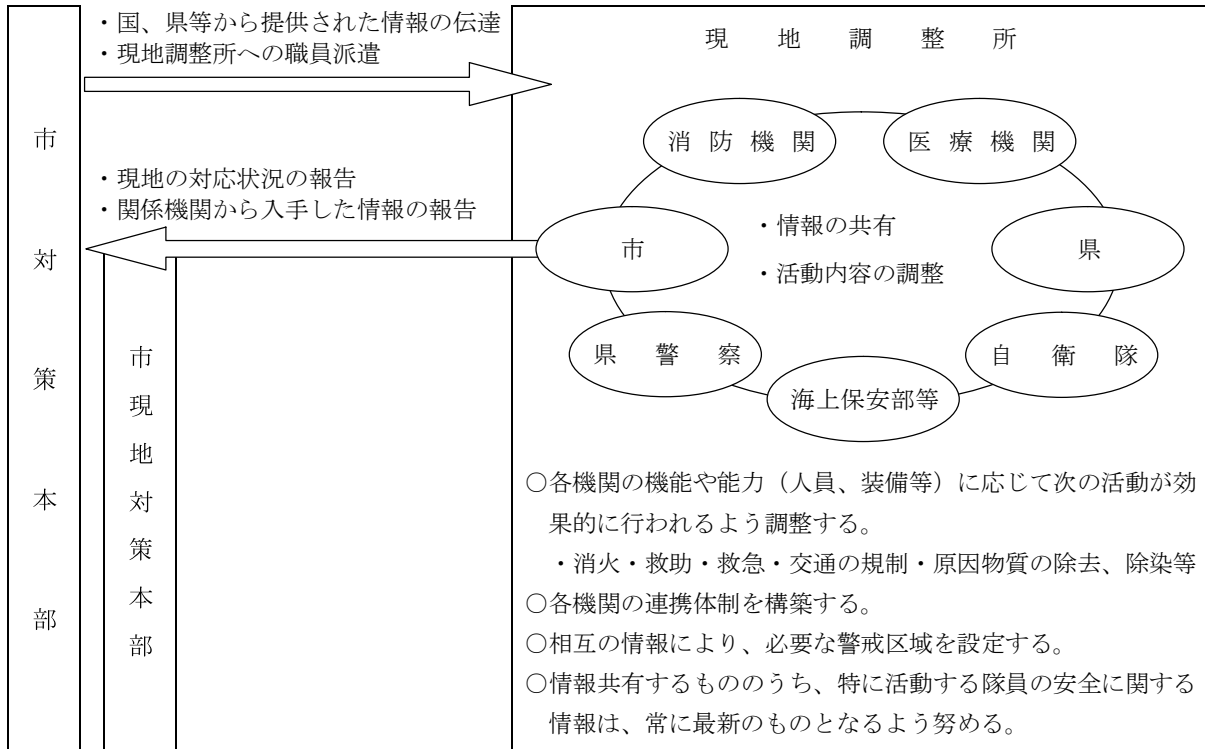 ・国、県等から提供された情報の伝達
・現地調整所への職員派遣
・現地の対応状況の報告
・関係機関から入手した情報の報告
市対策本部
市現地対策本部
現地調整所
消防機関
医療機関
市
・情報の共有
・活動内容の調整
県
県警察
自衛隊
海上保安部等
○各機関の機能や能力（人員、装備等）に応じて次の活動が効
果的に行われるよう調整する。
・消火・救助・救急・交通の規制・原因物質の除去、除染等
○各機関の連携体制を構築する。
○相互の情報により、必要な警戒区域を設定する。
○情報共有するもののうち、特に活動する隊員の安全に関する
情報は、常に最新のものとなるよう努める。